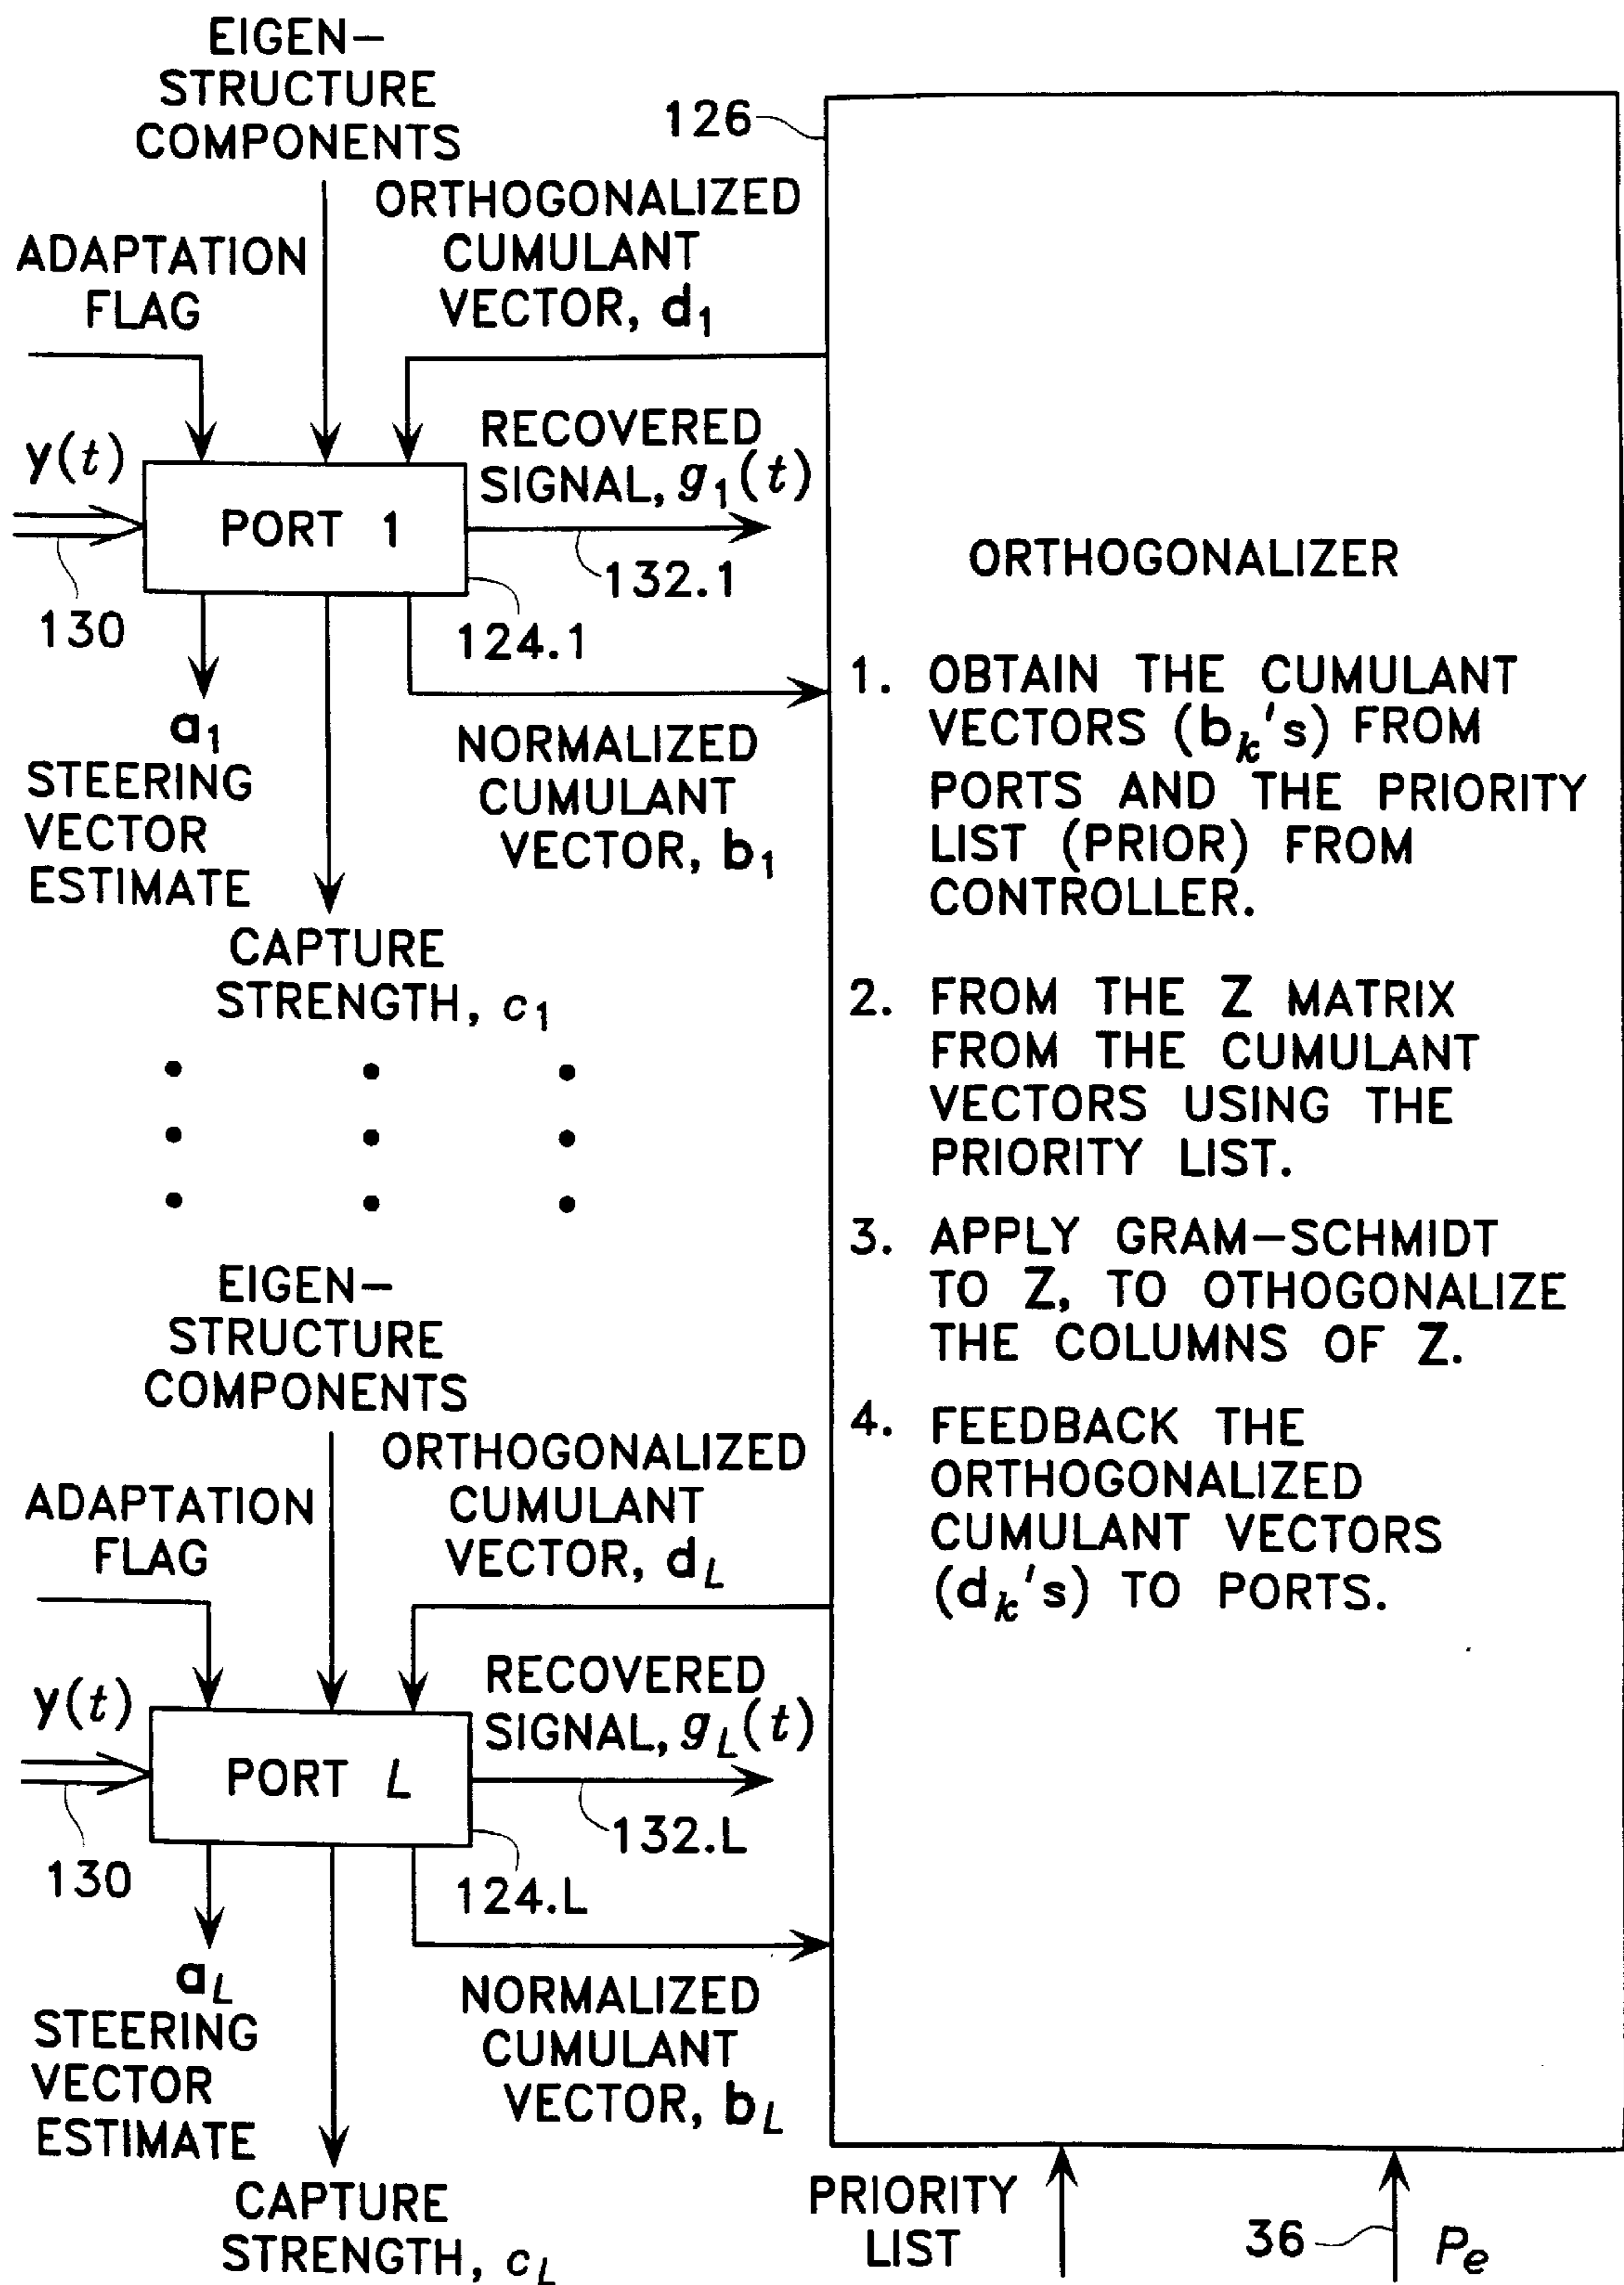 EIGEN-
STRUCTURE
COMPONENTS
ORTHOGONALIZED
CUMULANT
VECTOR, d1
ADAPTATION
FLAG
y(t)
PORT 1
RECOVERED
SIGNAL, g1(t)
130
132.1
124.1
a1
STEERING
VECTOR
ESTIMATE
NORMALIZED
CUMULANT
VECTOR, b1
CAPTURE
STRENGTH, c1
EIGEN-
STRUCTURE
COMPONENTS
ORTHOGONALIZED
CUMULANT
VECTOR, dL
ADAPTATION
FLAG
y(t)
PORT L
RECOVERED
SIGNAL, gL(t)
130
132.L
124.L
aL
STEERING
VECTOR
ESTIMATE
NORMALIZED
CUMULANT
VECTOR, bL
CAPTURE
STRENGTH, cL
126
ORTHOGONALIZER
1. OBTAIN THE CUMULANT
VECTORS (bk's) FROM
PORTS AND THE PRIORITY
LIST (PRIOR) FROM
CONTROLLER.
2. FROM THE Z MATRIX
FROM THE CUMULANT
VECTORS USING THE
PRIORITY LIST.
3. APPLY GRAM-SCHMIDT
TO Z, TO OTHOGONALIZE
THE COLUMNS OF Z.
4. FEEDBACK THE
ORTHOGONALIZED
CUMULANT VECTORS
(dk's) TO PORTS.
PRIORITY
LIST
36
Pe